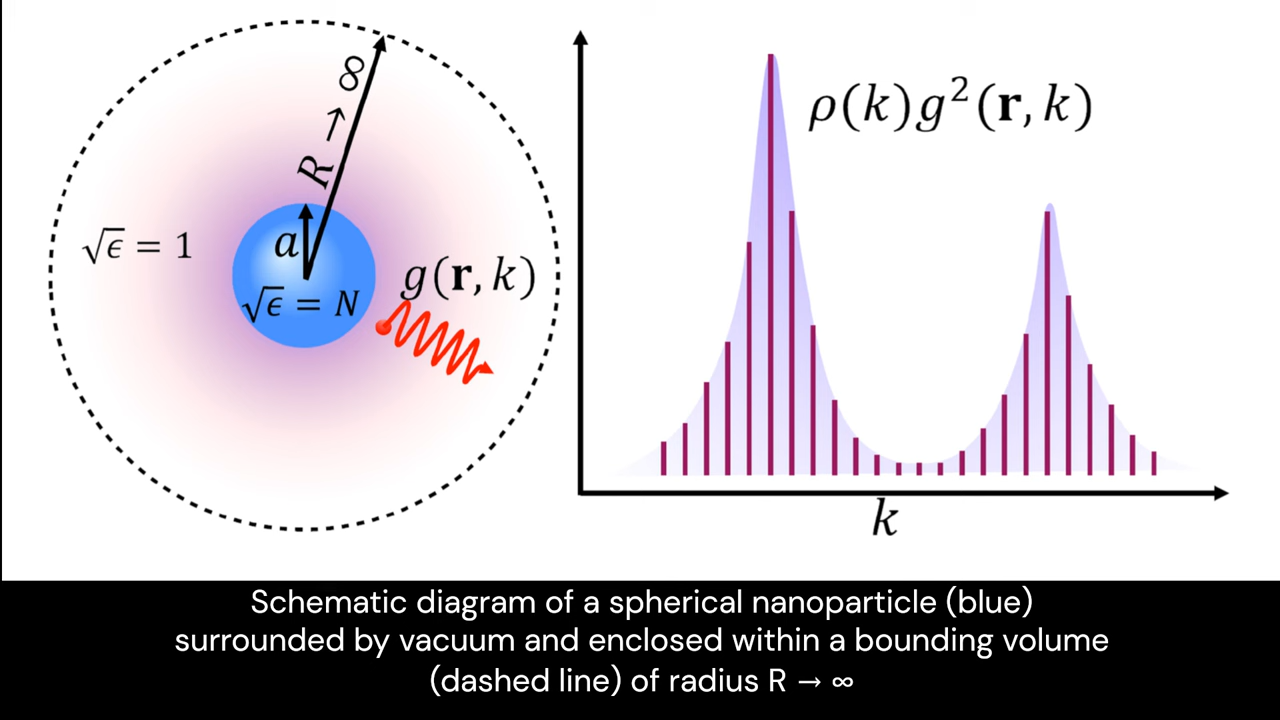 R → ∞
√ϵ = 1
a
√ϵ = N
g(𝐫, k)
ρ(k)g²(𝐫, k)
k
Schematic diagram of a spherical nanoparticle (blue)
surrounded by vacuum and enclosed within a bounding volume
(dashed line) of radius R → ∞